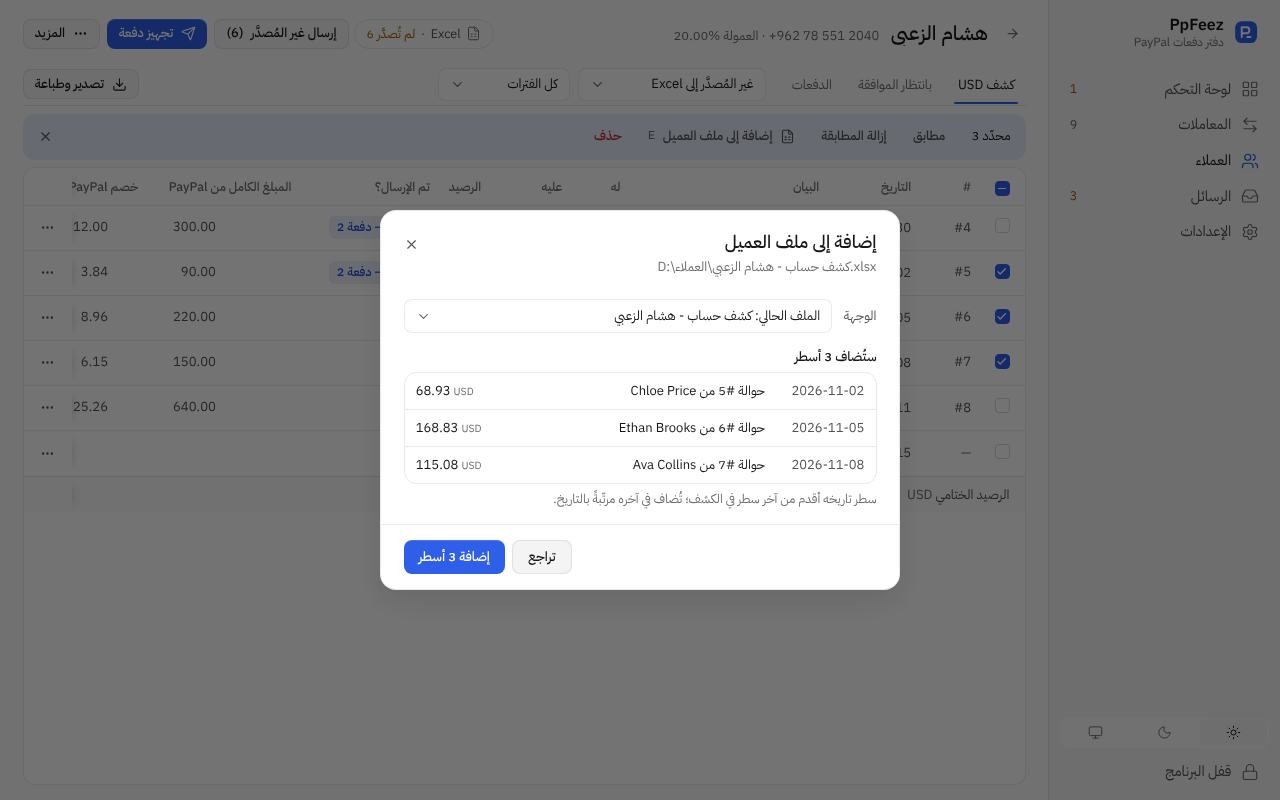 PpFeez
دفتر دفعات PayPal
لوحة التحكم 1
المعاملات 9
العملاء
الرسائل 3
الإعدادات
قفل البرنامج
هشام الزعبي
+962 78 551 2040 · العمولة 20.00%
Excel · لم تُصدَّر 6
إرسال غير المُصدَّر (6)
تجهيز دفعة
المزيد
كشف USD
بانتظار الموافقة
الدفعات
غير المُصدَّر إلى Excel
كل الفترات
تصدير وطباعة
محدّد 3
مطابق
إزالة المطابقة
إضافة إلى ملف العميل E
حذف
# التاريخ البيان له عليه الرصيد تم الإرسال؟ المبلغ الكامل من PayPal خصم PayPal
#4 دفعة 2 300.00 12.00
#5 دفعة 2 90.00 3.84
#6 220.00 8.96
#7 150.00 6.15
#8 640.00 25.26
—
الرصيد الختامي USD
إضافة إلى ملف العميل
D:\العملاء\كشف حساب - هشام الزعبي.xlsx
الوجهة
الملف الحالي: كشف حساب - هشام الزعبي
ستُضاف 3 أسطر
2026-11-02 حوالة #5 من Chloe Price 68.93 USD
2026-11-05 حوالة #6 من Ethan Brooks 168.83 USD
2026-11-08 حوالة #7 من Ava Collins 115.08 USD
سطر تاريخه أقدم من آخر سطر في الكشف؛ تُضاف في آخره مرتّبةً بالتاريخ.
تراجع
إضافة 3 أسطر